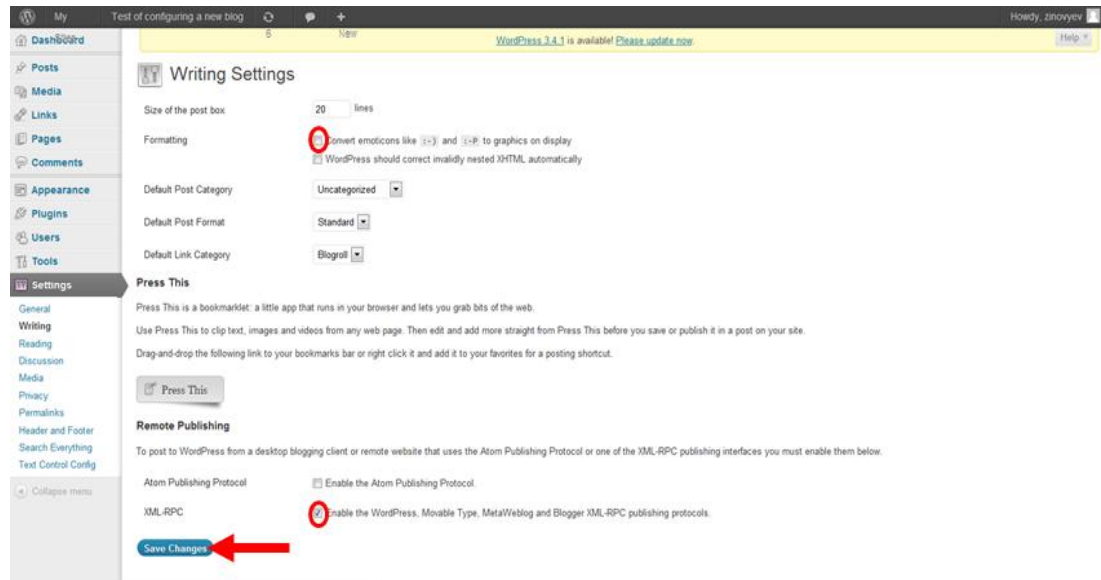 My Test of configuring a new blog + Howdy, zinovyev
Dashboard
6 New
WordPress 3.4.1 is available! Please update now.
Help
Posts
Media
Links
Pages
Comments
Appearance
Plugins
Users
Tools
Settings
General
Writing
Reading
Discussion
Media
Privacy
Permalinks
Header and Footer
Search Everything
Text Control Config
Collapse menu
Writing Settings
Size of the post box 20 lines
Formatting Convert emoticons like :-) and :-P to graphics on display
WordPress should correct invalidly nested XHTML automatically
Default Post Category Uncategorized
Default Post Format Standard
Default Link Category Blogroll
Press This
Press This is a bookmarklet: a little app that runs in your browser and lets you grab bits of the web.
Use Press This to clip text, images and videos from any web page. Then edit and add more straight from Press This before you save or publish it in a post on your site.
Drag-and-drop the following link to your bookmarks bar or right click it and add it to your favorites for a posting shortcut.
Press This
Remote Publishing
To post to WordPress from a desktop blogging client or remote website that uses the Atom Publishing Protocol or one of the XML-RPC publishing interfaces you must enable them below.
Atom Publishing Protocol Enable the Atom Publishing Protocol.
XML-RPC Enable the WordPress, Movable Type, MetaWeblog and Blogger XML-RPC publishing protocols.
Save Changes